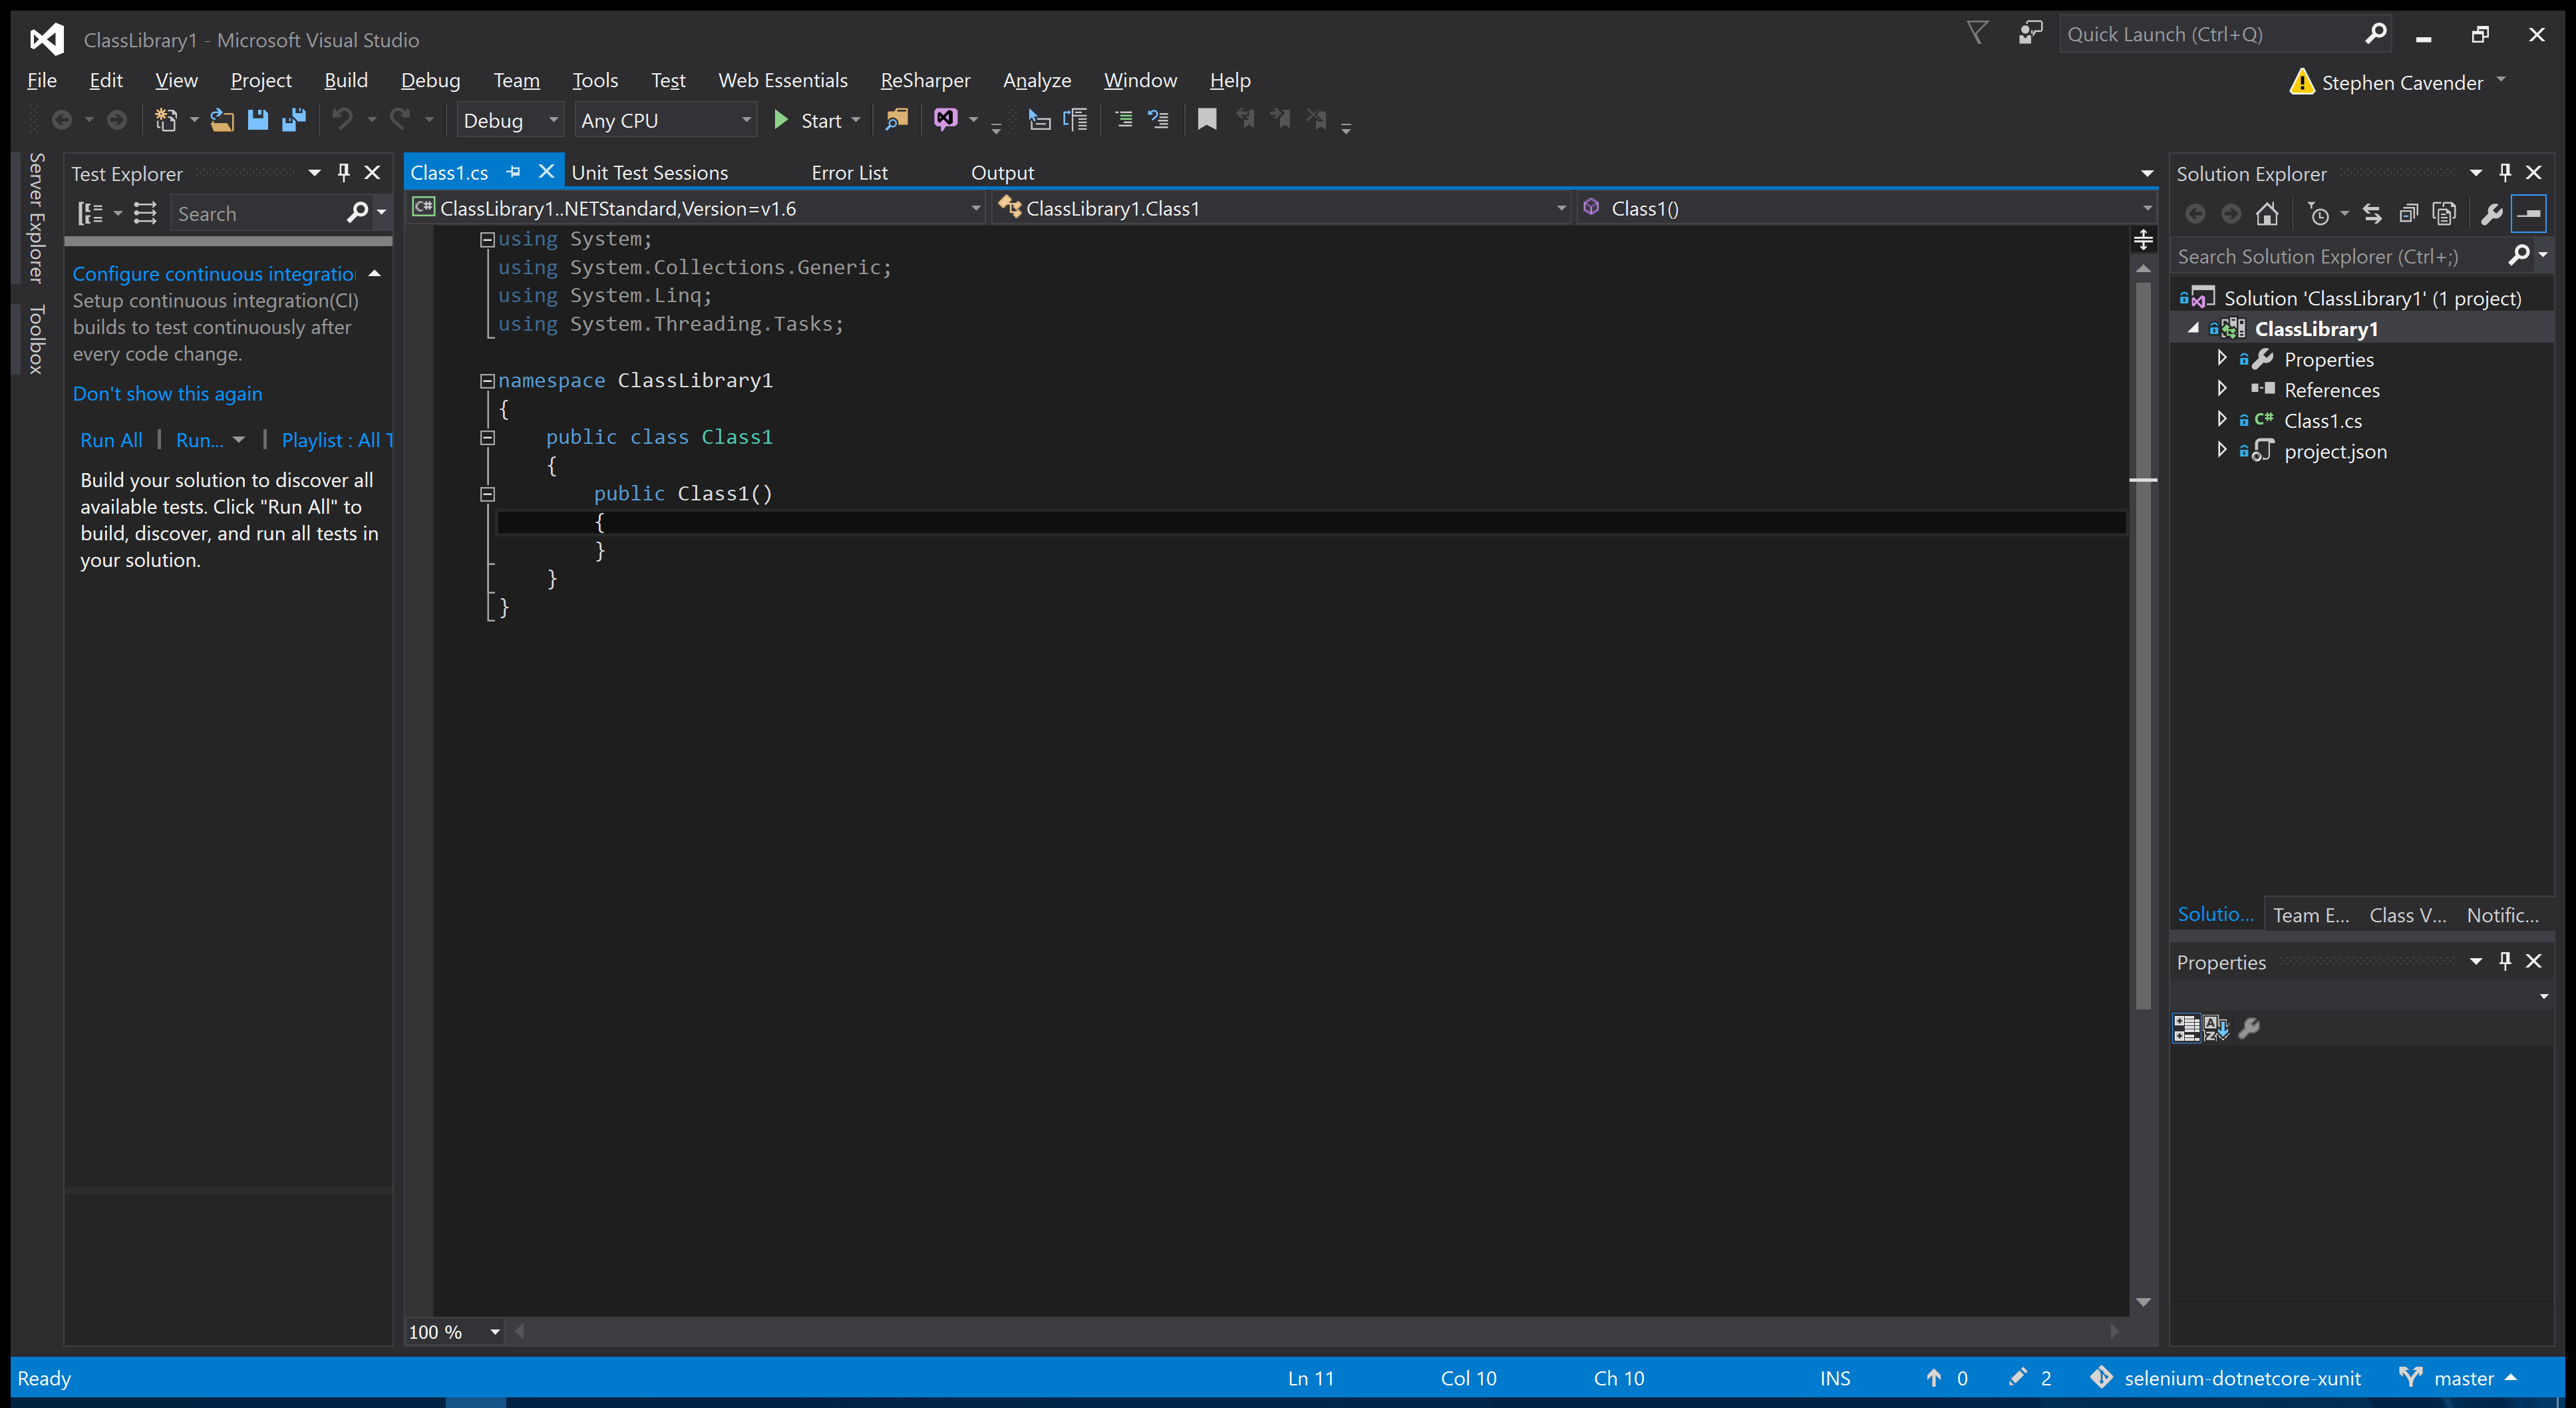 ClassLibrary1 - Microsoft Visual Studio
Quick Launch (Ctrl+Q)
File Edit View Project Build Debug Team Tools Test Web Essentials ReSharper Analyze Window Help
Stephen Cavender
Debug Any CPU Start
Server Explorer
Toolbox
Test Explorer
Search
Configure continuous integratio
Setup continuous integration(CI)
builds to test continuously after
every code change.
Don't show this again
Run All | Run... | Playlist : All T
Build your solution to discover all
available tests. Click "Run All" to
build, discover, and run all tests in
your solution.
Class1.cs Unit Test Sessions Error List Output
C# ClassLibrary1..NETStandard,Version=v1.6 ClassLibrary1.Class1 Class1()
using System;
using System.Collections.Generic;
using System.Linq;
using System.Threading.Tasks;
namespace ClassLibrary1
{
public class Class1
{
public Class1()
{
}
}
}
100 %
Solution Explorer
Search Solution Explorer (Ctrl+;)
Solution 'ClassLibrary1' (1 project)
ClassLibrary1
Properties
References
C# Class1.cs
project.json
Solutio... Team E... Class V... Notific...
Properties
Ready Ln 11 Col 10 Ch 10 INS 0 2 selenium-dotnetcore-xunit master